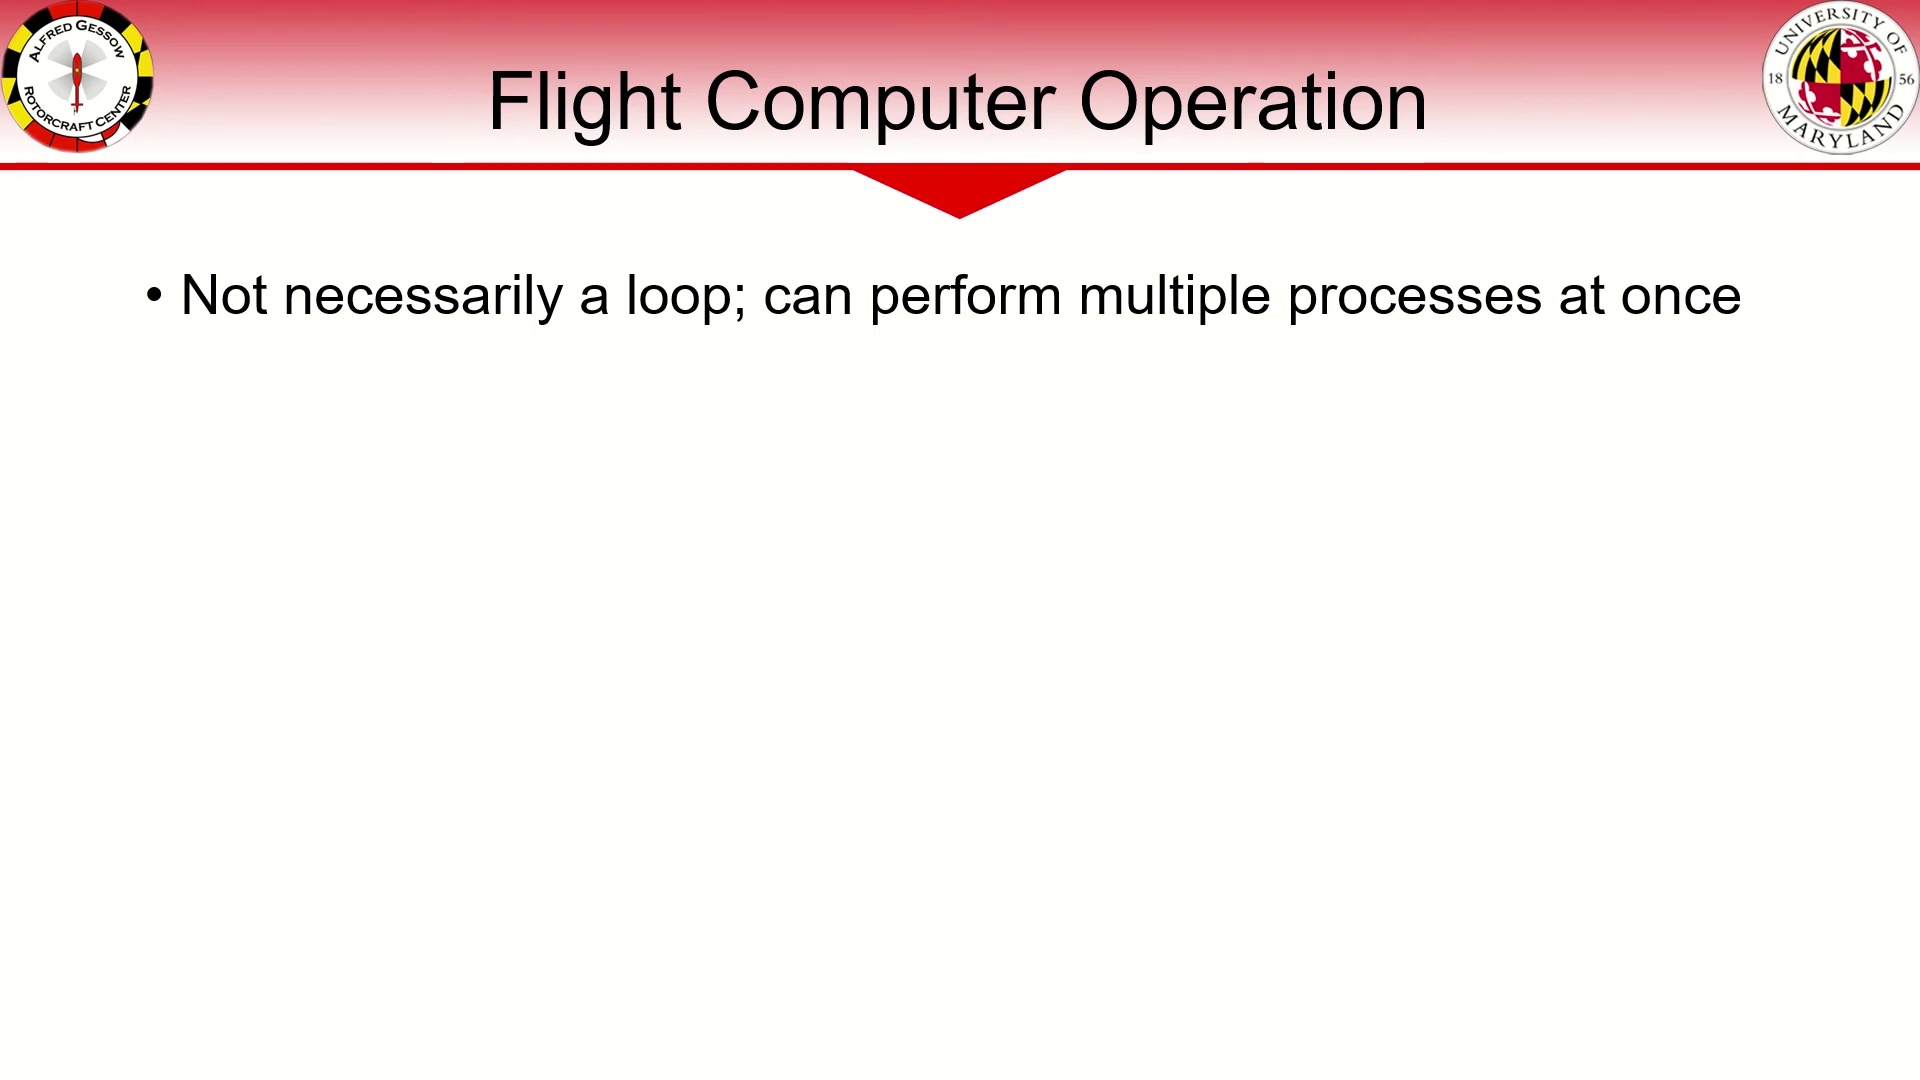 ALFRED GESSOW
ROTORCRAFT CENTER
Flight Computer Operation
UNIVERSITY OF
18 56
MARYLAND
• Not necessarily a loop; can perform multiple processes at once